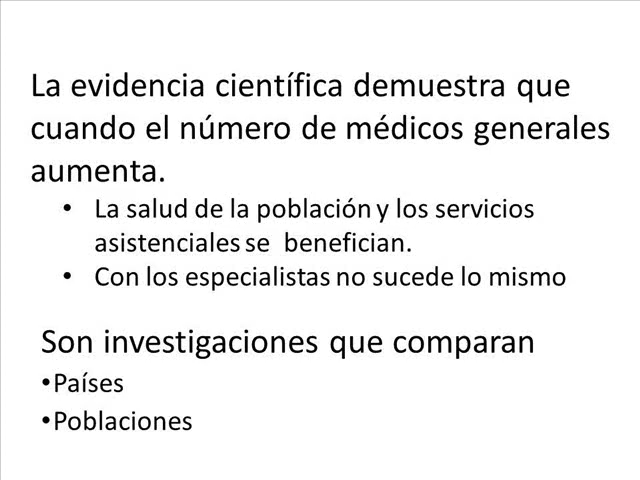 La evidencia científica demuestra que
cuando el número de médicos generales
aumenta.
• La salud de la población y los servicios
asistenciales se benefician.
• Con los especialistas no sucede lo mismo
Son investigaciones que comparan
•Países
•Poblaciones